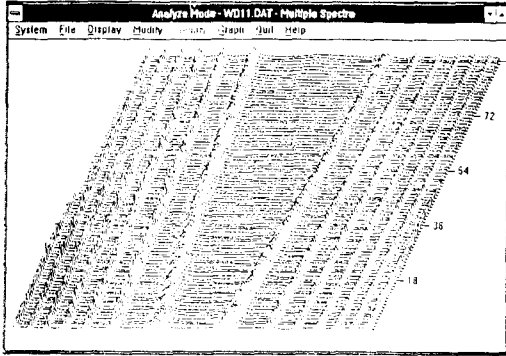 Analyze Mode - WD11.DAT - Multiple Spectra
System File Display Modify Graph Quit Help
72
54
36
18